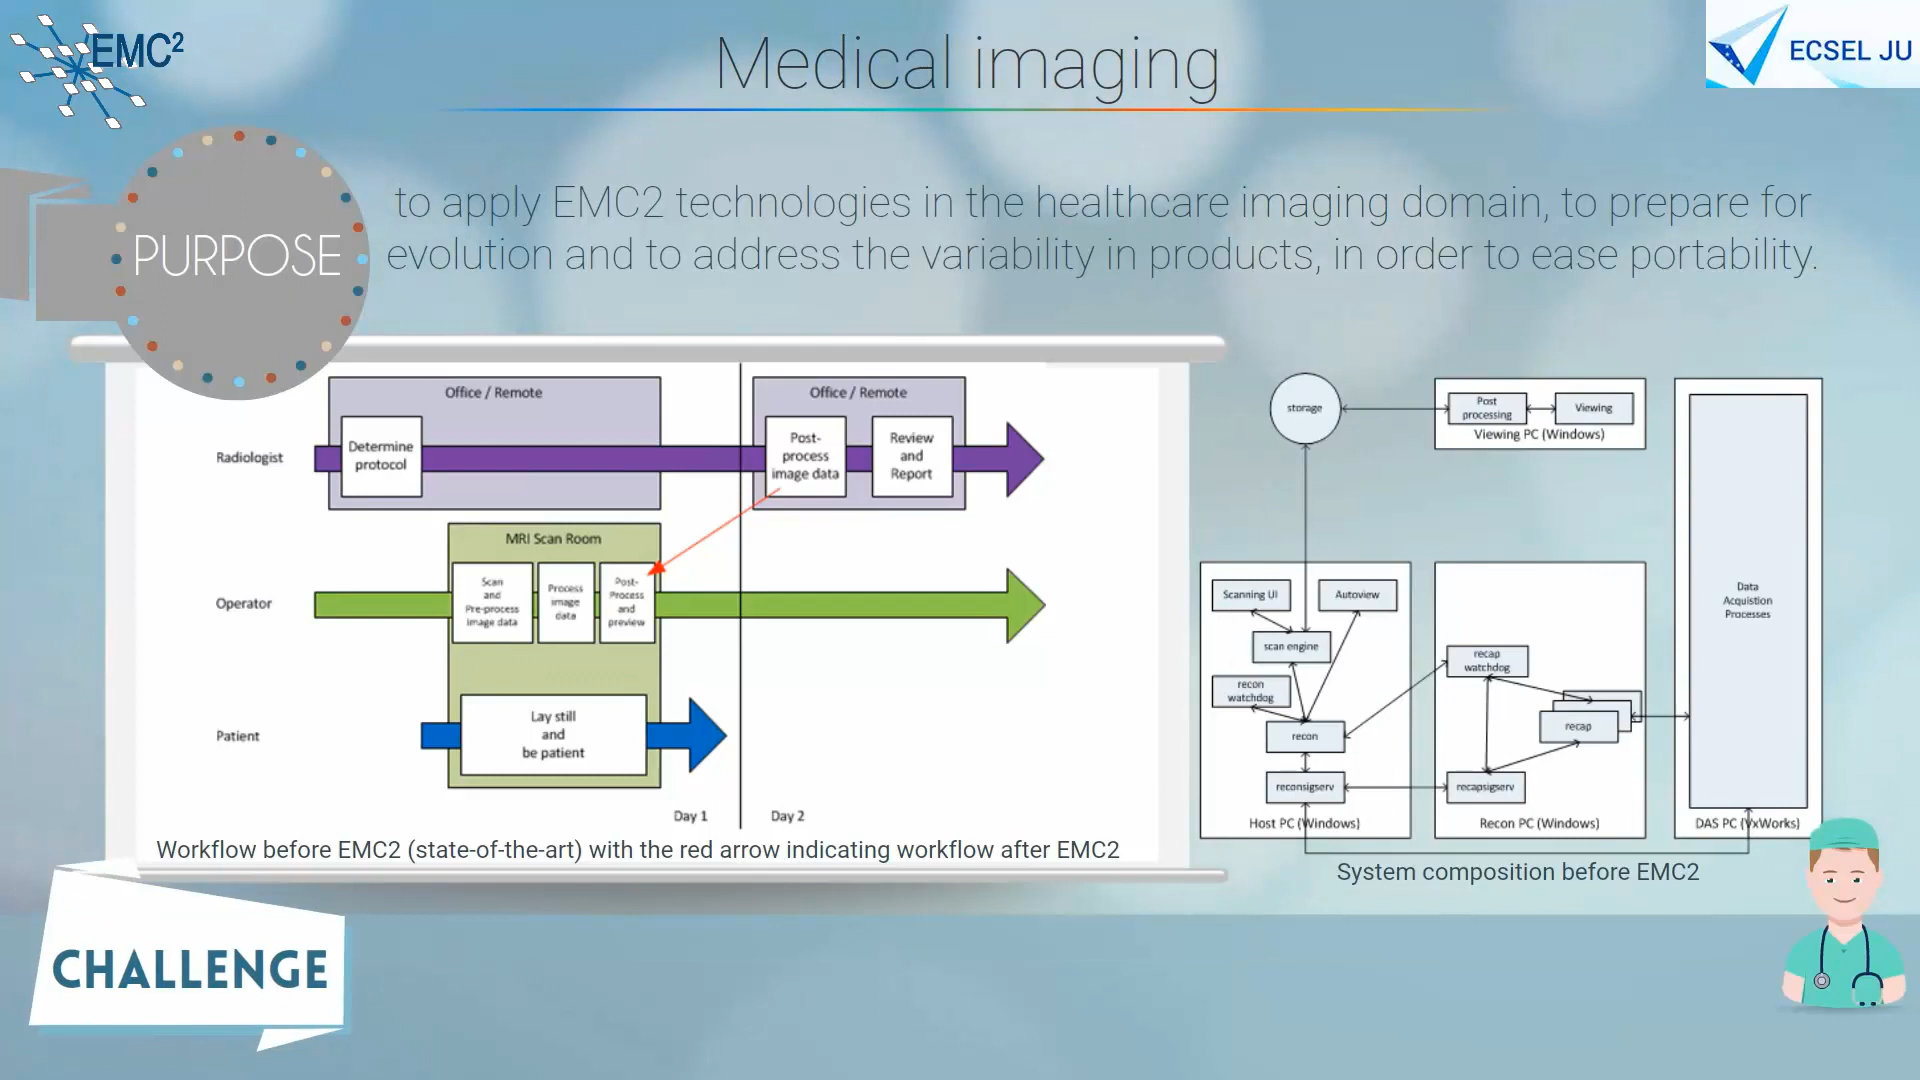 EMC²
Medical imaging
ECSEL JU
PURPOSE
to apply EMC2 technologies in the healthcare imaging domain, to prepare for
evolution and to address the variability in products, in order to ease portability.
Office / Remote
Office / Remote
Radiologist
Determine
protocol
Post-
process
image data
Review
and
Report
MRI Scan Room
Operator
Scan
and
Pre-process
image data
Process
image
data
Post-
Process
and
preview
Patient
Lay still
and
be patient
Day 1
Day 2
Workflow before EMC2 (state-of-the-art) with the red arrow indicating workflow after EMC2
storage
Post
processing
Viewing
Viewing PC (Windows)
Scanning UI
Autoview
scan engine
recon
watchdog
recon
reconsigserv
Host PC (Windows)
recap
watchdog
recap
recapsigserv
Recon PC (Windows)
Data
Acquistion
Processes
DAS PC (VxWorks)
System composition before EMC2
CHALLENGE